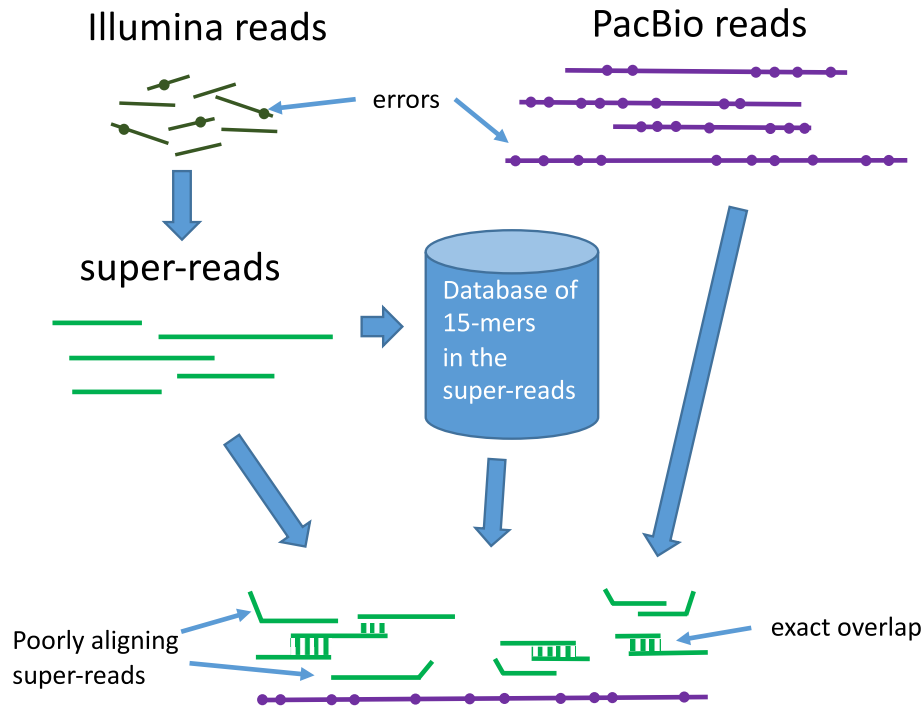 Illumina reads
PacBio reads
errors
super-reads
Database of
15-mers
in the
super-reads
Poorly aligning
super-reads
exact overlap